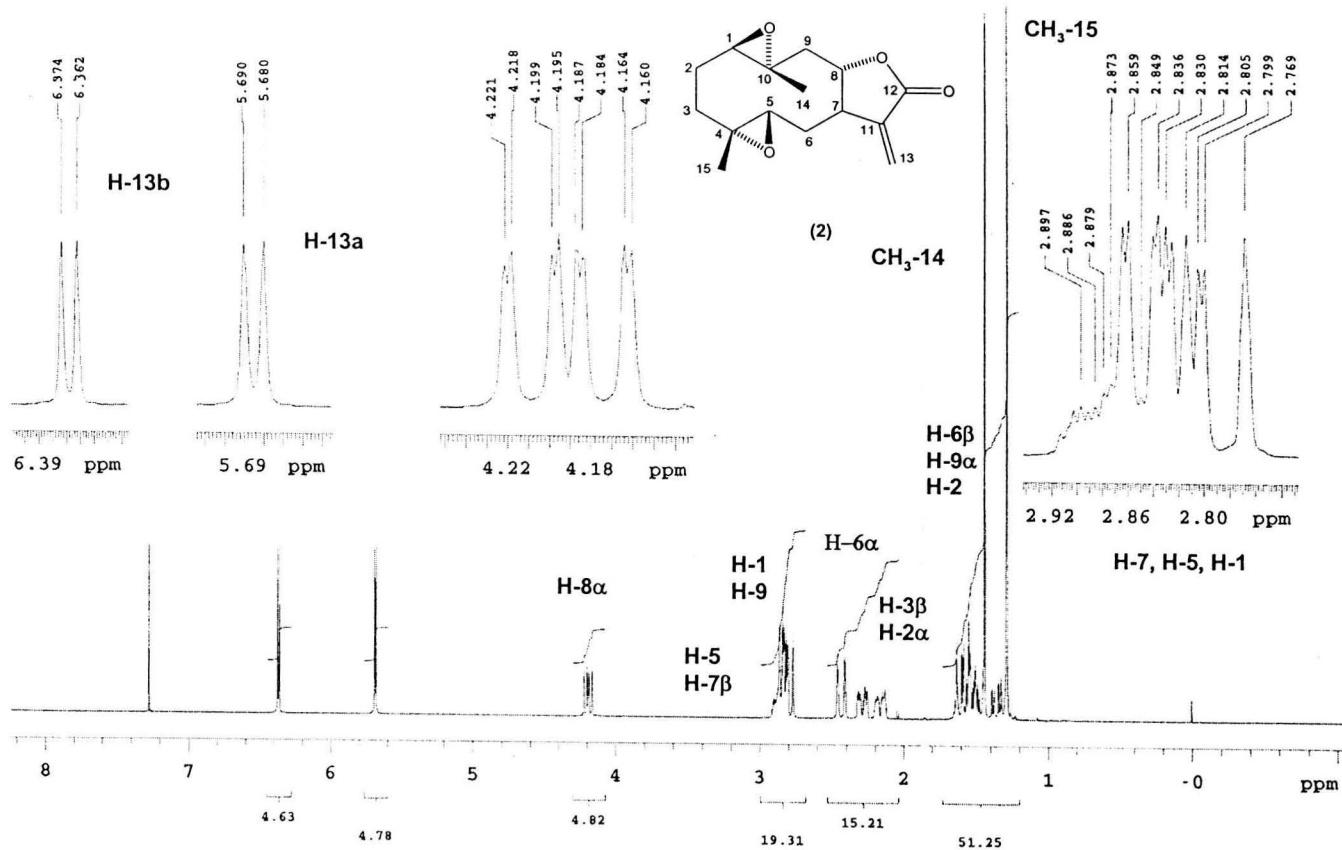 6.374
6.362
5.690
5.680
4.221
4.218
4.199
4.195
4.187
4.184
4.164
4.160
H-13b
H-13a
6.39 ppm
5.69 ppm
4.22 4.18 ppm
1
2
3
4
5
6
7
8
9
10
11
12
13
14
15
O
O
O
O
(2)
CH₃-15
CH₃-14
2.897
2.886
2.879
2.873
2.859
2.849
2.836
2.830
2.814
2.805
2.799
2.769
2.92 2.86 2.80 ppm
H-7, H-5, H-1
H-8α
H-5
H-7β
H-1
H-9
H–6α
H-3β
H-2α
H-6β
H-9α
H-2
8 7 6 5 4 3 2 1 -0 ppm
4.63
4.78
4.82
19.31
15.21
51.25